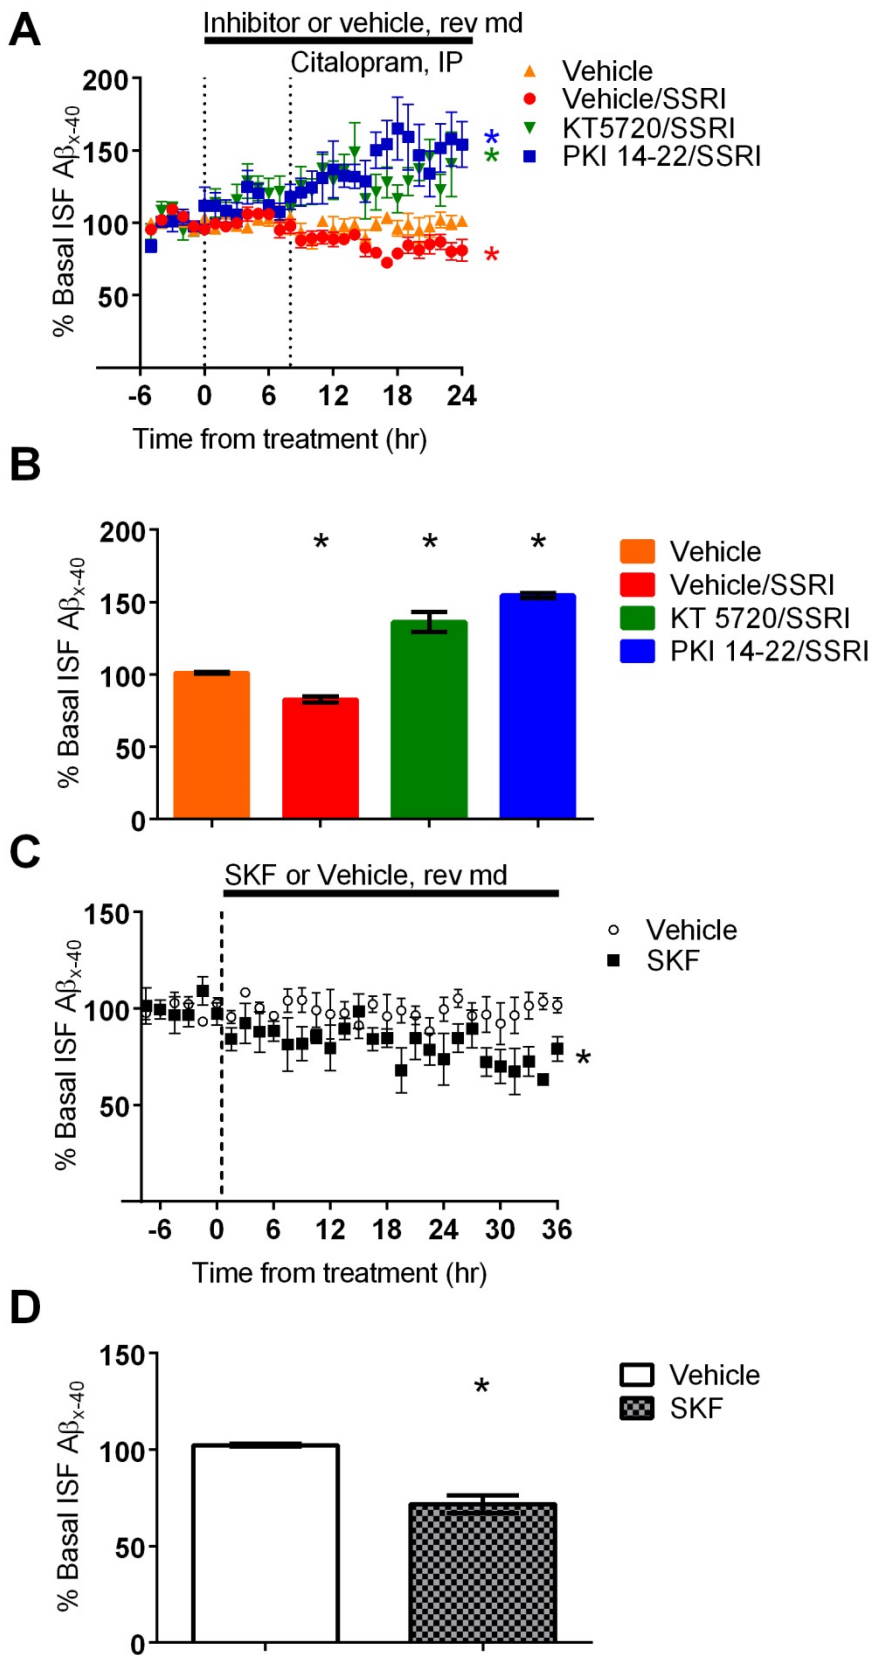 A
Inhibitor or vehicle, rev md
Citalopram, IP
% Basal ISF Aβx-40
200
150
100
50
-6 0 6 12 18 24
Time from treatment (hr)
Vehicle
Vehicle/SSRI
KT5720/SSRI
PKI 14-22/SSRI
*
*
*
B
% Basal ISF Aβx-40
200
150
100
50
0
* * *
Vehicle
Vehicle/SSRI
KT 5720/SSRI
PKI 14-22/SSRI
C
SKF or Vehicle, rev md
% Basal ISF Aβx-40
150
100
50
-6 0 6 12 18 24 30 36
Time from treatment (hr)
Vehicle
SKF
*
D
% Basal ISF Aβx-40
150
100
50
0
*
Vehicle
SKF